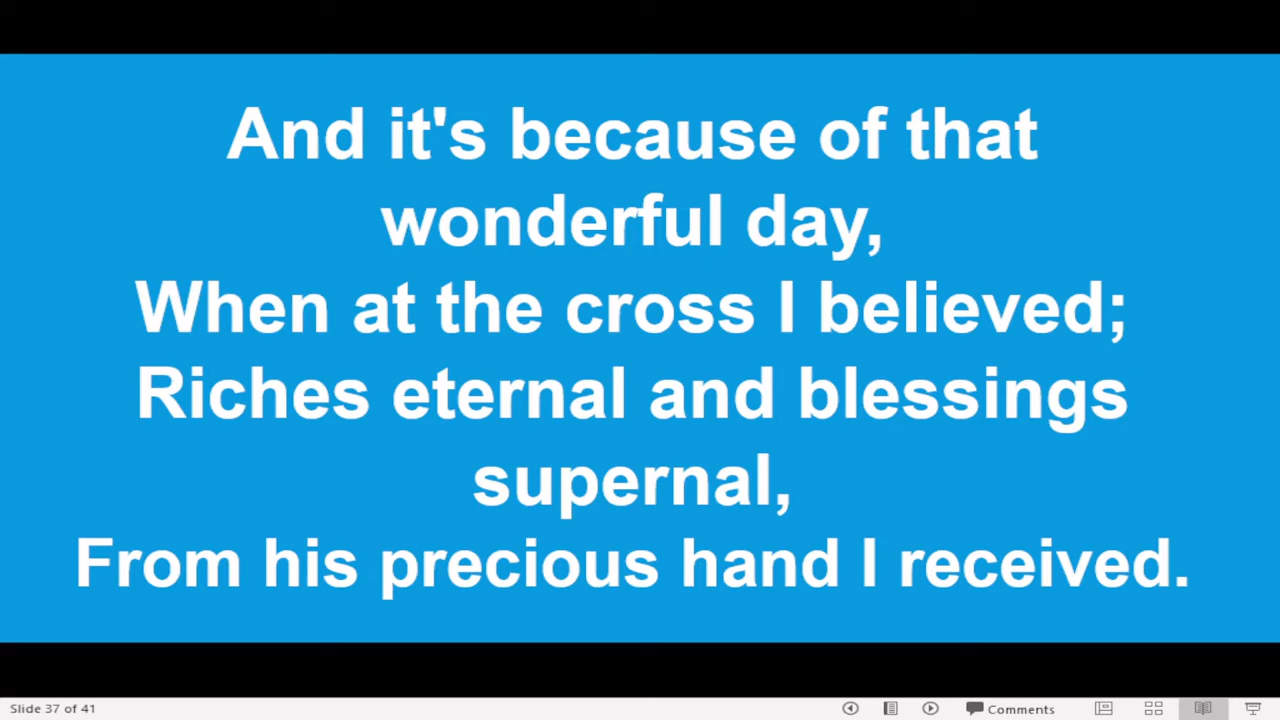 And it's because of that
wonderful day,
When at the cross I believed;
Riches eternal and blessings
supernal,
From his precious hand I received.
Slide 37 of 41
Comments